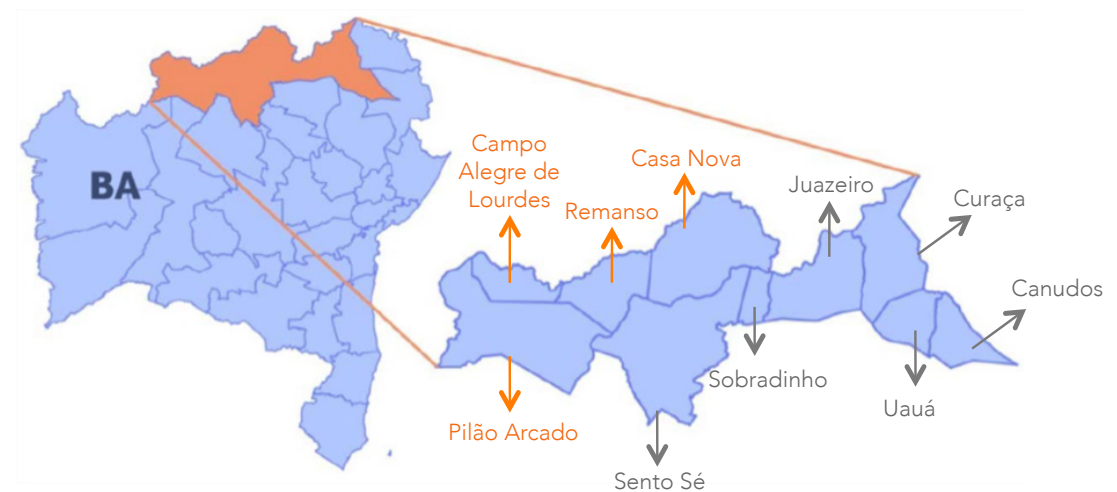 BA
Campo
Alegre de
Lourdes
Remanso
Casa Nova
Juazeiro
Curaça
Canudos
Sobradinho
Uauá
Pilão Arcado
Sento Sé